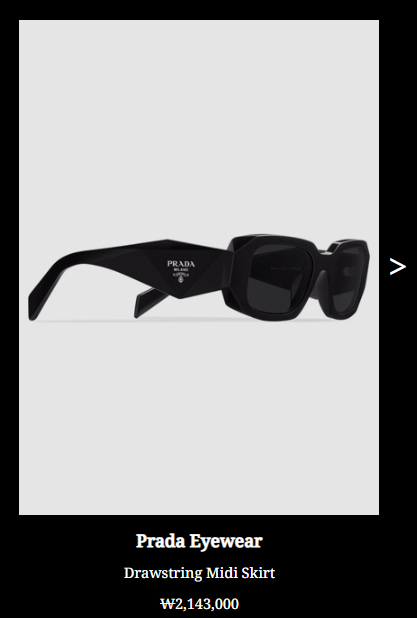 PRADA
MILANO
>
Prada Eyewear
Drawstring Midi Skirt
₩2,143,000